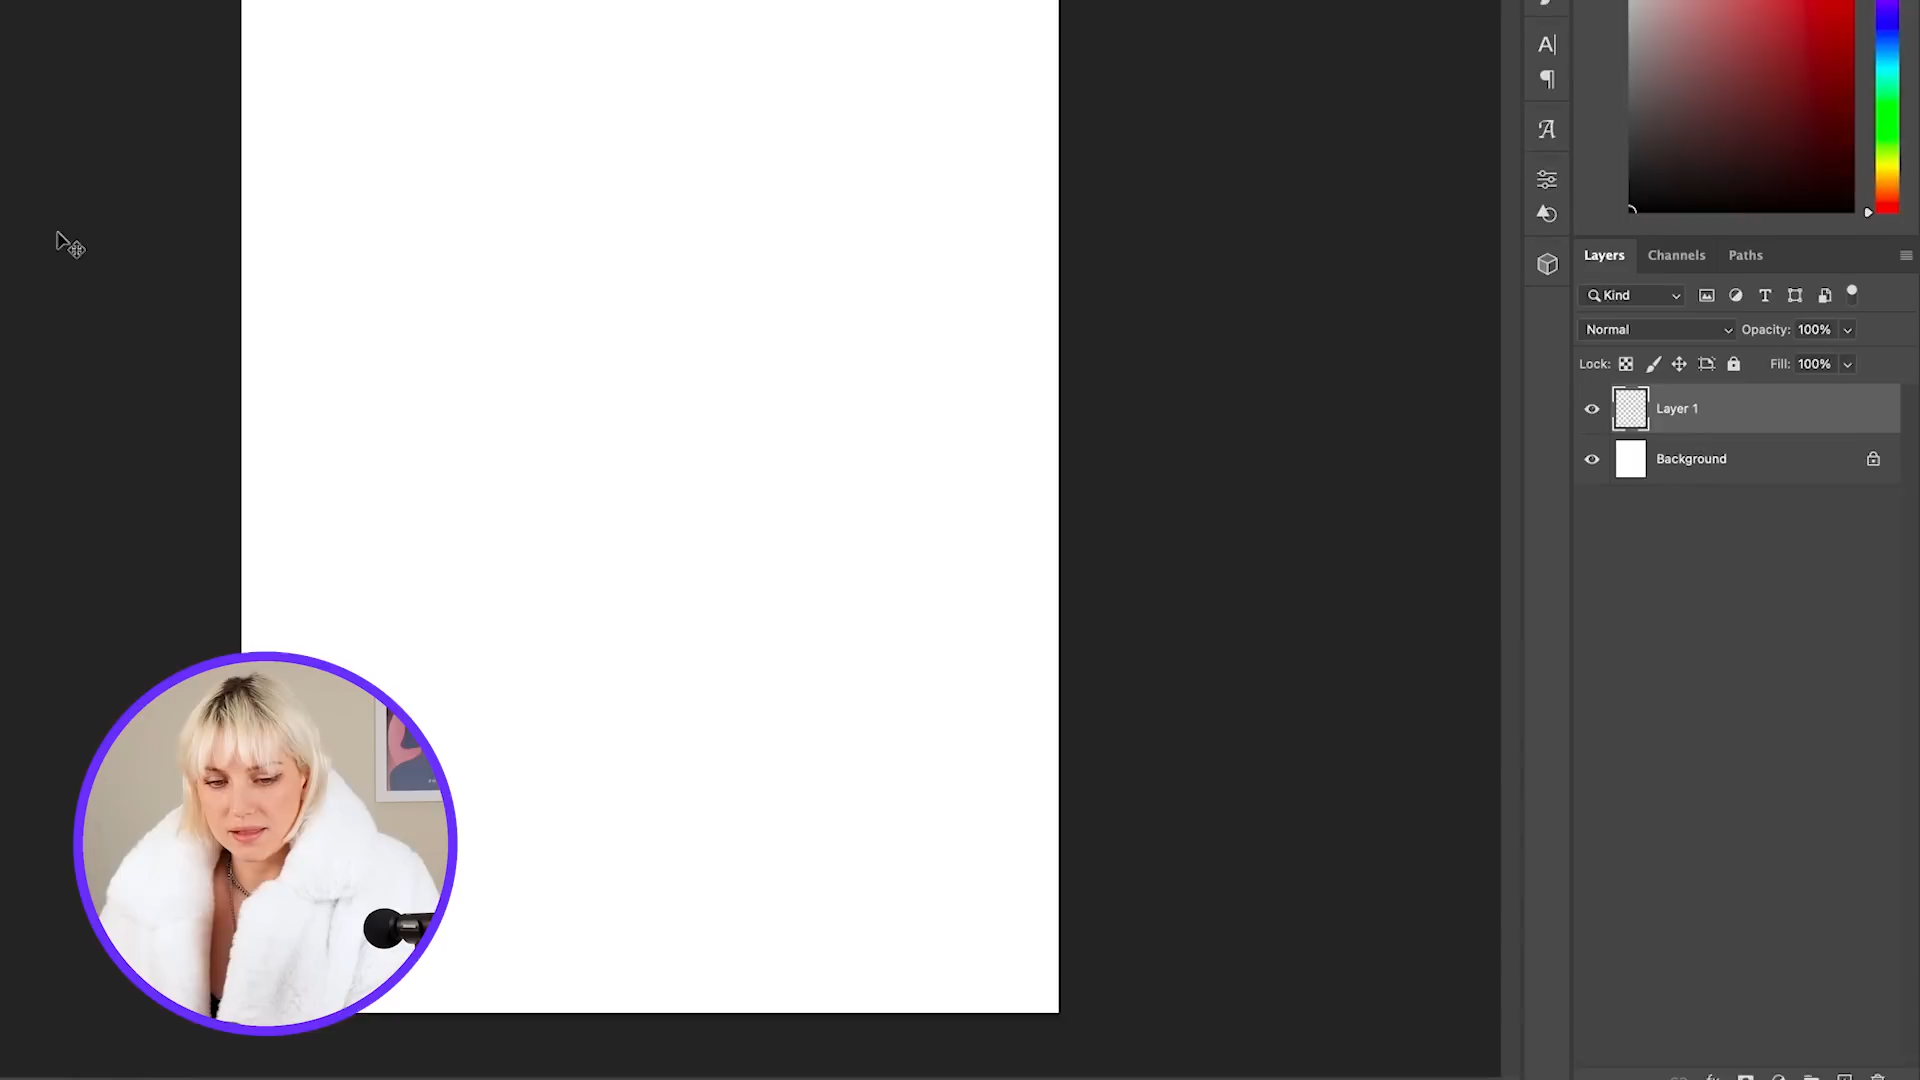 Layers Channels Paths
Kind
Normal Opacity: 100%
Lock: Fill: 100%
Layer 1
Background